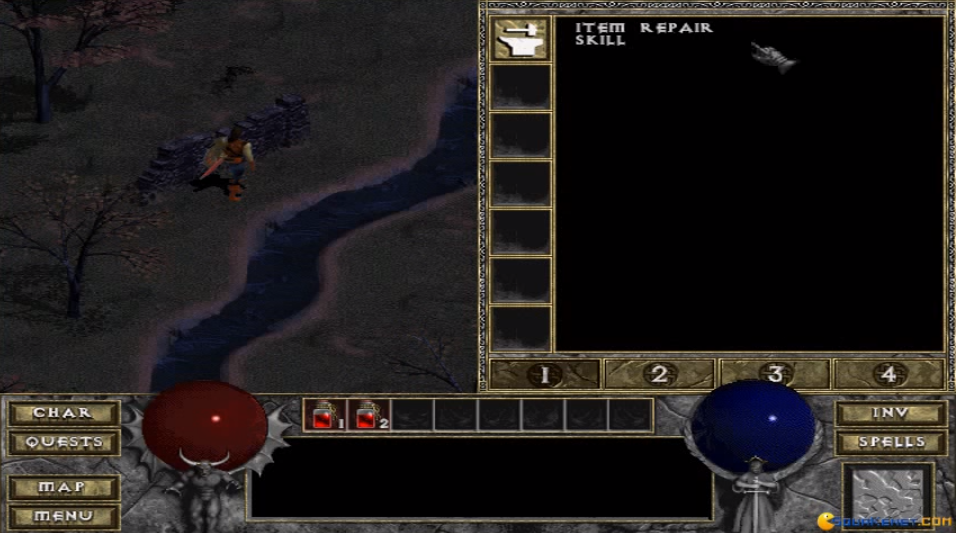 ITEM REPAIR
SKILL
1 2 3 4
CHAR
QUESTS
MAP
MENU
1 2
INV
SPELLS
SQUAKENET.COM